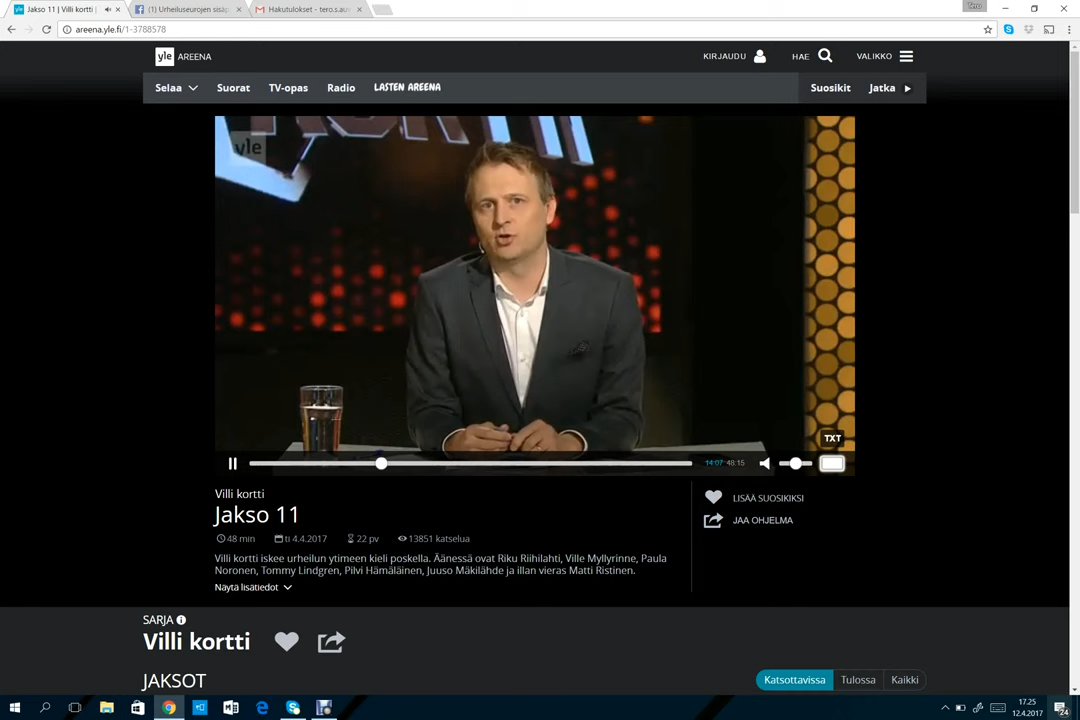 Jakso 11 | Villi kortti |
(1) Urheiluseurojen sisäp
Hakutulokset - tero.s.aur
Tero
areena.yle.fi/1-3788578
yle AREENA
KIRJAUDU
HAE
VALIKKO
Selaa
Suorat
TV-opas
Radio
LASTEN AREENA
Suosikit
Jatka
yle
TXT
14:07 48:15
Villi kortti
Jakso 11
48 min
ti 4.4.2017
22 pv
13851 katselua
Villi kortti iskee urheilun ytimeen kieli poskella. Äänessä ovat Riku Riihilahti, Ville Myllyrinne, Paula
Noronen, Tommy Lindgren, Pilvi Hämäläinen, Juuso Mäkilähde ja illan vieras Matti Ristinen.
Näytä lisätiedot
LISÄÄ SUOSIKIKSI
JAA OHJELMA
SARJA
Villi kortti
JAKSOT
Katsottavissa
Tulossa
Kaikki
17.25
12.4.2017
24